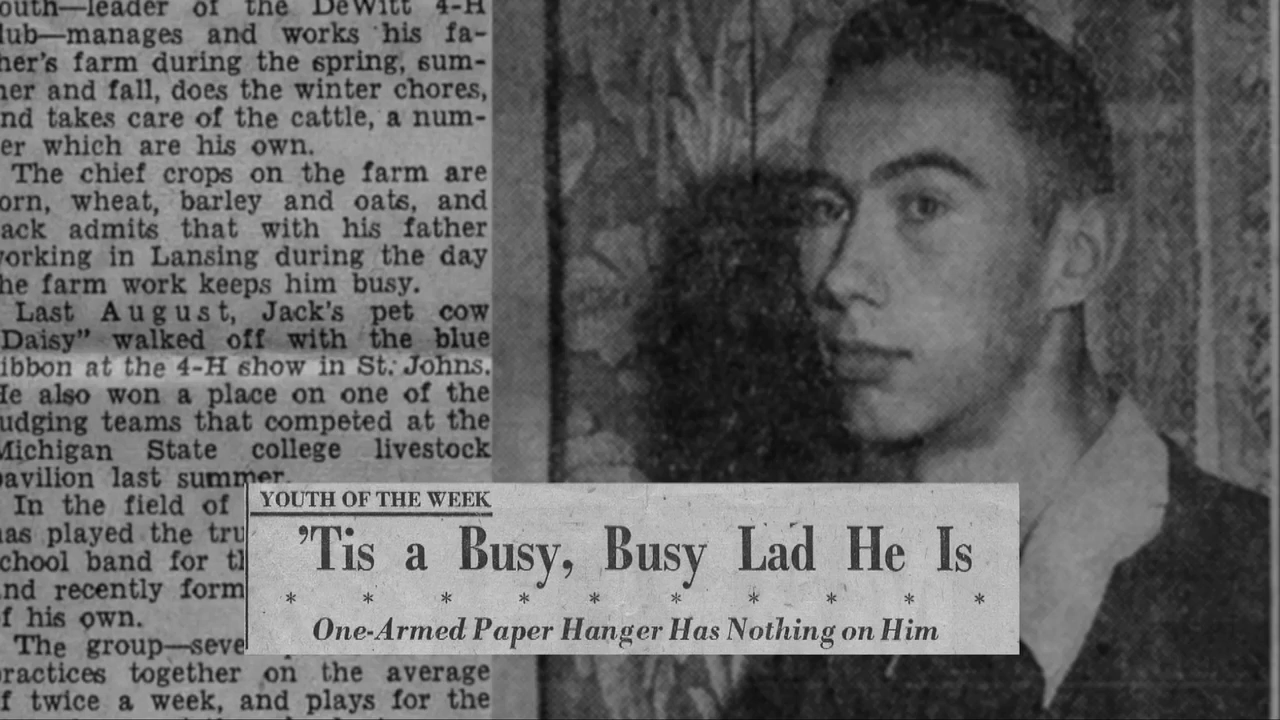 outh—leader of the DeWitt 4-H
lub—manages and works his fa-
her's farm during the spring, sum-
er and fall, does the winter chores,
nd takes care of the cattle, a num-
er which are his own.
The chief crops on the farm are
orn, wheat, barley and oats, and
ack admits that with his father
orking in Lansing during the day
he farm work keeps him busy.
Last August, Jack's pet cow
"Daisy" walked off with the blue
ibbon at the 4-H show in St. Johns.
He also won a place on one of the
udging teams that competed at the
Michigan State college livestock
pavilion last summer.
In the field of
as played the tru
chool band for th
nd recently form
f his own.
The group—seve
ractices together on the average
f twice a week, and plays for the
YOUTH OF THE WEEK
'Tis a Busy, Busy Lad He Is
* * * * * * * * * *
One-Armed Paper Hanger Has Nothing on Him